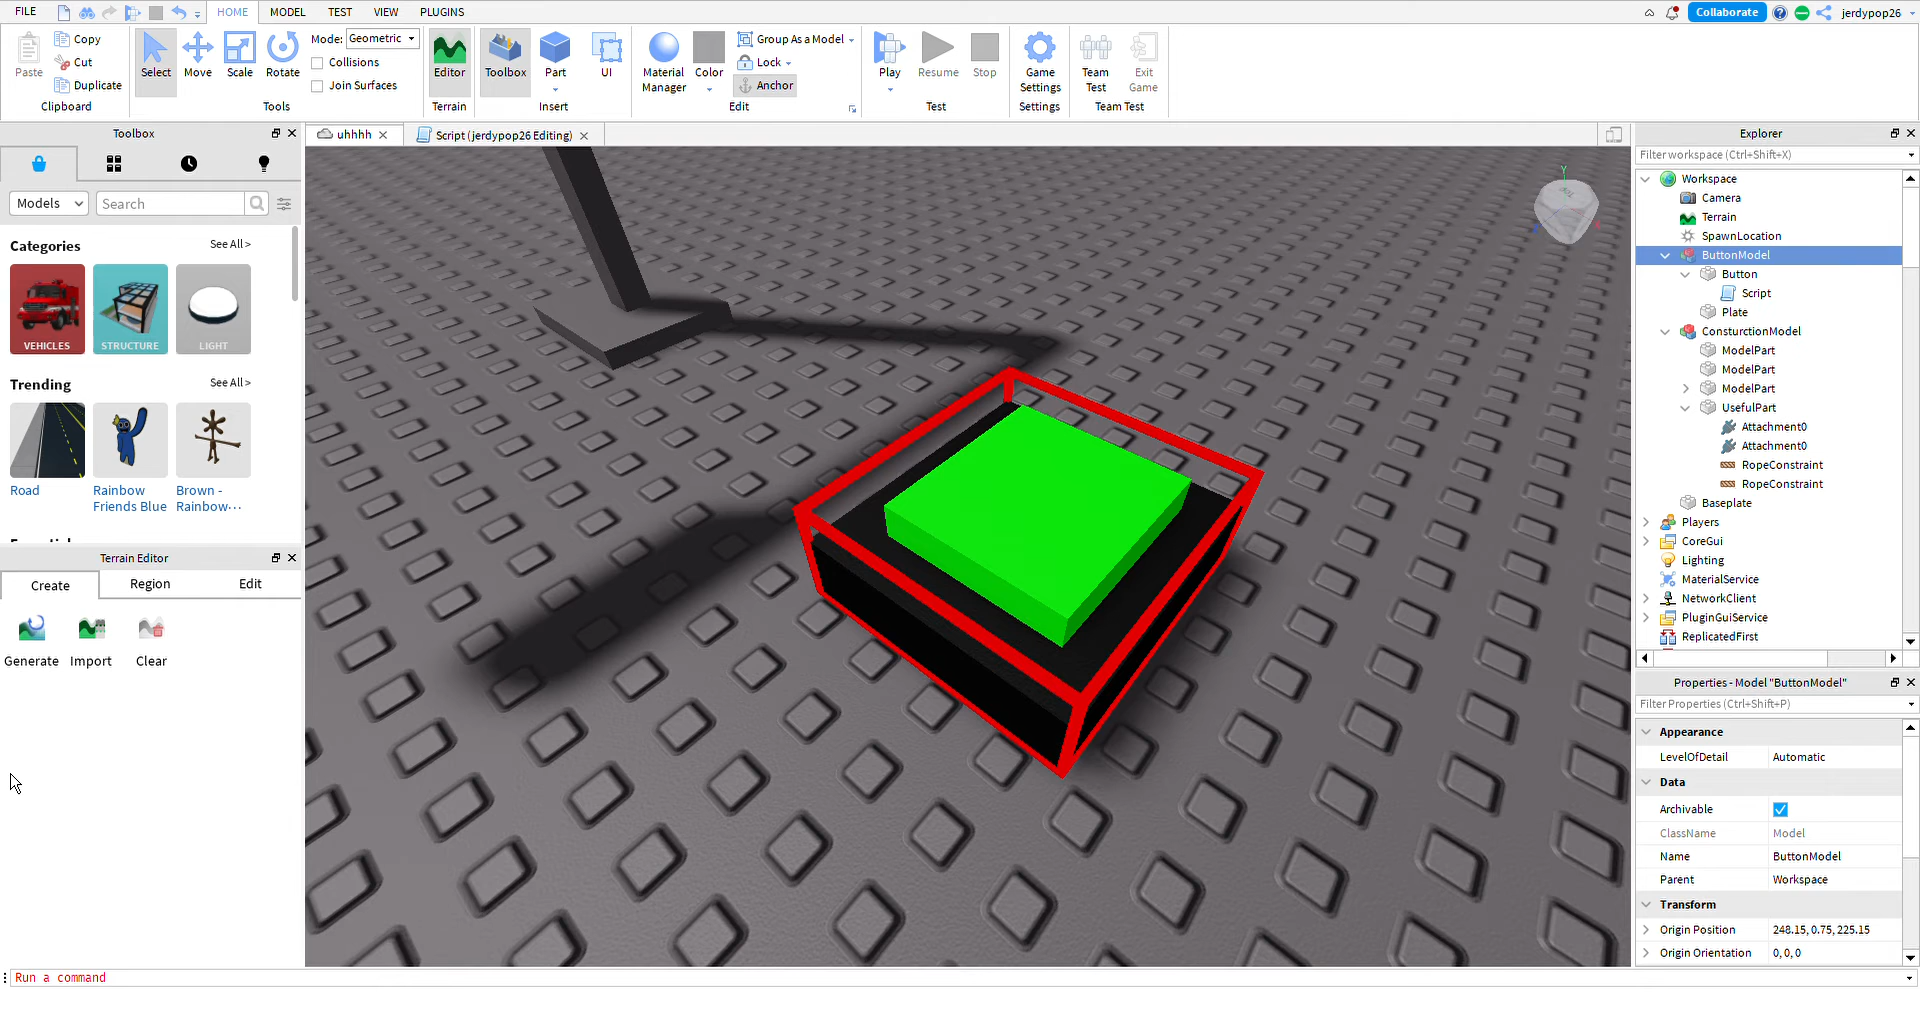 FILE
HOME
MODEL
TEST
VIEW
PLUGINS
Collaborate
jerdypop26
Paste
Copy
Cut
Duplicate
Clipboard
Select
Move
Scale
Rotate
Mode: Geometric
Collisions
Join Surfaces
Tools
Editor
Terrain
Toolbox
Part
UI
Insert
Material
Manager
Color
Group As a Model
Lock
Anchor
Edit
Play
Resume
Stop
Test
Game
Settings
Settings
Team
Test
Exit
Game
Team Test
Toolbox
Models
Search
Categories
See All >
VEHICLES
STRUCTURE
LIGHT
Trending
See All >
Road
Rainbow
Friends Blue
Brown -
Rainbow···
Terrain Editor
Create
Region
Edit
Generate
Import
Clear
uhhhh
Script (jerdypop26 Editing)
Y
Explorer
Filter workspace (Ctrl+Shift+X)
Workspace
Camera
Terrain
SpawnLocation
ButtonModel
Button
Script
Plate
ConsturctionModel
ModelPart
ModelPart
ModelPart
UsefulPart
Attachment0
Attachment0
RopeConstraint
RopeConstraint
Baseplate
Players
CoreGui
Lighting
MaterialService
NetworkClient
PluginGuiService
ReplicatedFirst
Properties - Model "ButtonModel"
Filter Properties (Ctrl+Shift+P)
Appearance
LevelOfDetail Automatic
Data
Archivable
ClassName Model
Name ButtonModel
Parent Workspace
Transform
Origin Position 248.15, 0.75, 225.15
Origin Orientation 0, 0, 0
Run a command